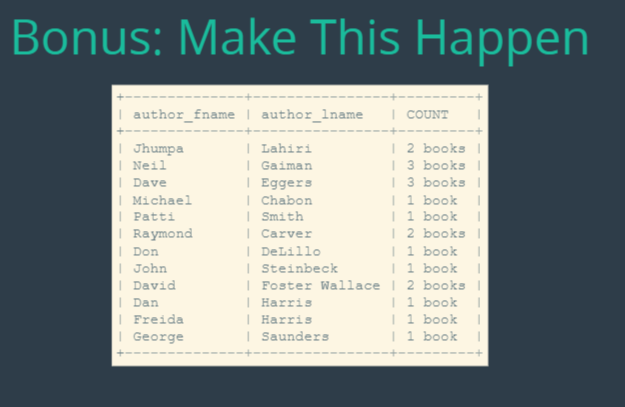 Bonus: Make This Happen
+--------------+----------------+---------+
| author_fname | author_lname   | COUNT   |
+--------------+----------------+---------+
| Jhumpa       | Lahiri         | 2 books |
| Neil         | Gaiman         | 3 books |
| Dave         | Eggers         | 3 books |
| Michael      | Chabon         | 1 book  |
| Patti        | Smith          | 1 book  |
| Raymond      | Carver         | 2 books |
| Don          | DeLillo        | 1 book  |
| John         | Steinbeck      | 1 book  |
| David        | Foster Wallace | 2 books |
| Dan          | Harris         | 1 book  |
| Freida       | Harris         | 1 book  |
| George       | Saunders       | 1 book  |
+--------------+----------------+---------+